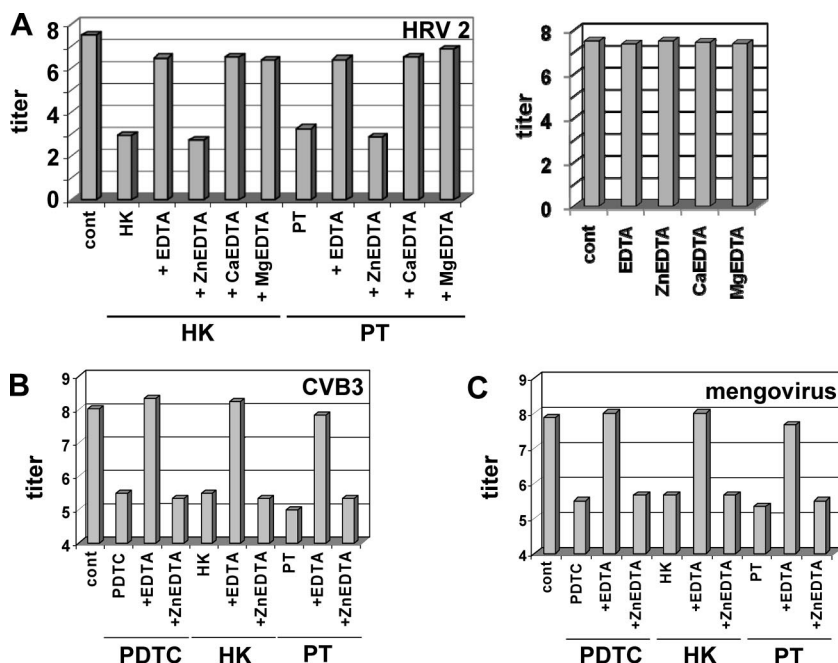 A
HRV 2
titer
8
6
4
2
0
cont
HK
+ EDTA
+ ZnEDTA
+ CaEDTA
+ MgEDTA
PT
+ EDTA
+ ZnEDTA
+ CaEDTA
+ MgEDTA
HK
PT
titer
8
6
4
2
0
cont
EDTA
ZnEDTA
CaEDTA
MgEDTA
B
CVB3
titer
9
8
7
6
5
4
cont
PDTC
+EDTA
+ZnEDTA
HK
+EDTA
+ZnEDTA
PT
+EDTA
+ZnEDTA
PDTC
HK
PT
C
mengovirus
titer
9
8
7
6
5
4
cont
PDTC
+EDTA
+ZnEDTA
HK
+EDTA
+ZnEDTA
PT
+EDTA
+ZnEDTA
PDTC
HK
PT